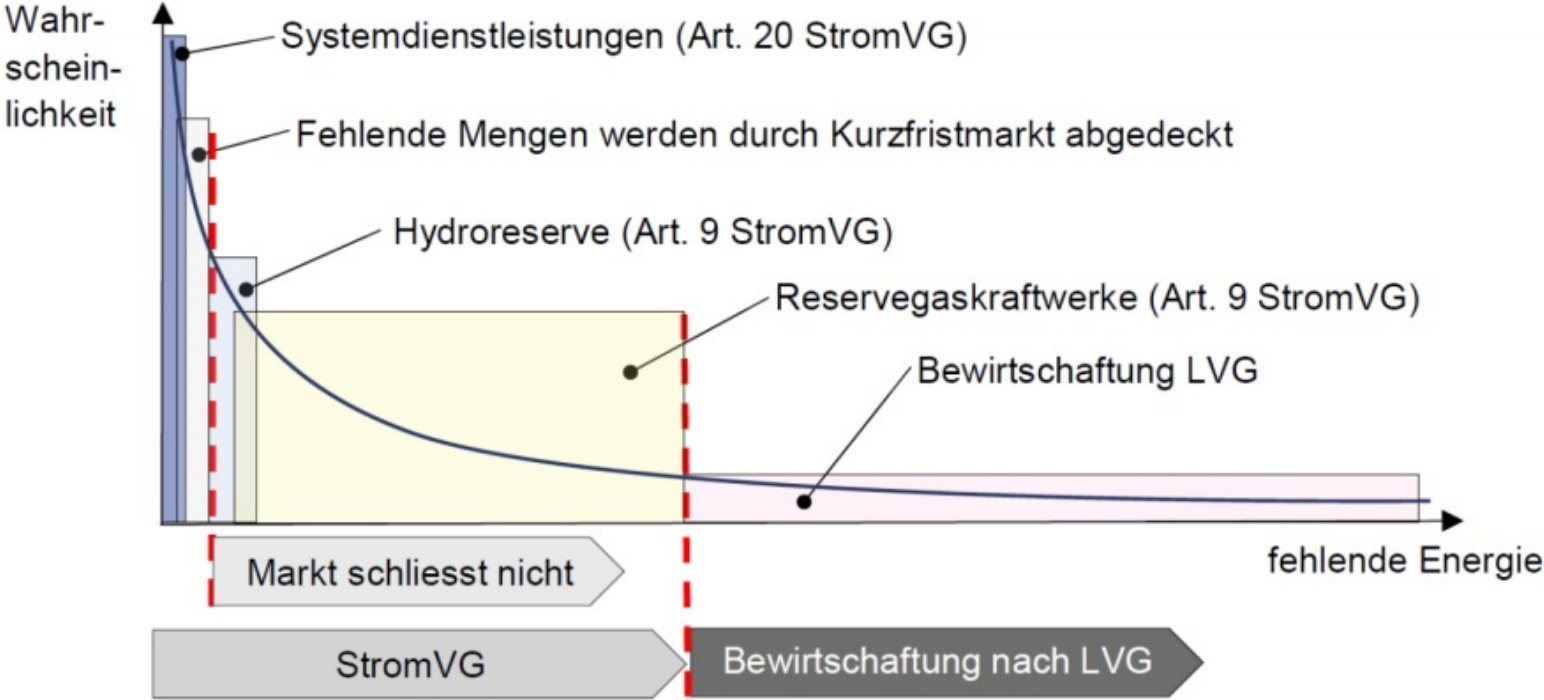 Wahr-
schein-
lichkeit
Systemdienstleistungen (Art. 20 StromVG)
Fehlende Mengen werden durch Kurzfristmarkt abgedeckt
Hydroreserve (Art. 9 StromVG)
Reservegaskraftwerke (Art. 9 StromVG)
Bewirtschaftung LVG
fehlende Energie
Markt schliesst nicht
StromVG
Bewirtschaftung nach LVG